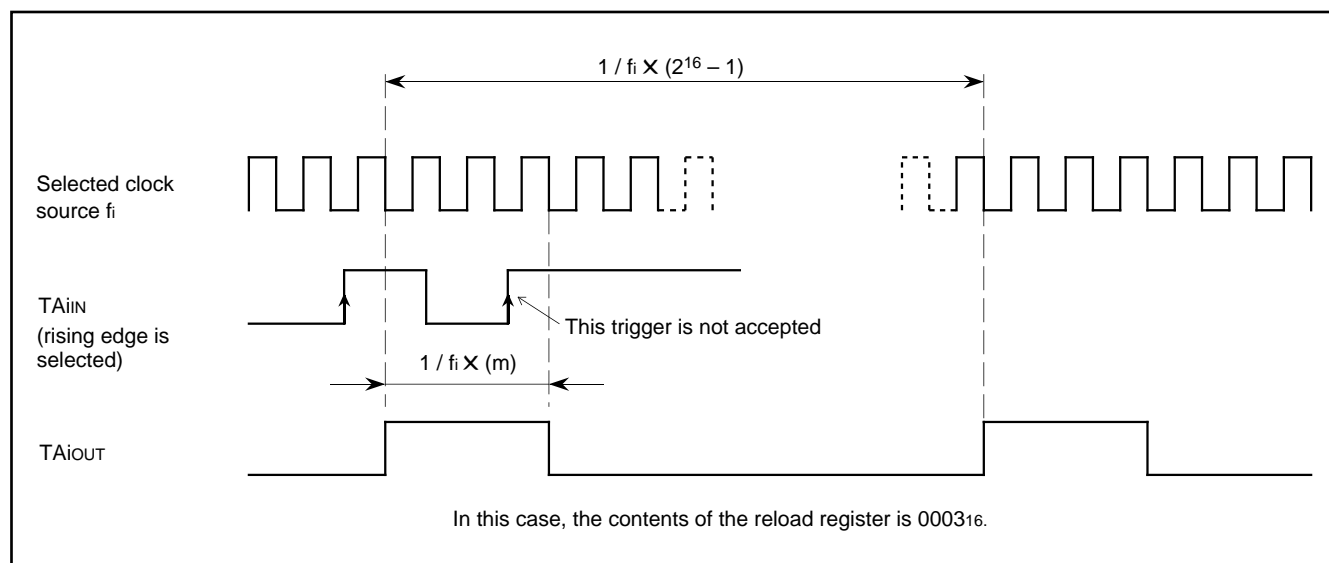 1 / fi × (2¹⁶ – 1)
Selected clock
source fi
TAiIN
(rising edge is
selected)
This trigger is not accepted
1 / fi × (m)
TAiOUT
In this case, the contents of the reload register is 0003₁₆.